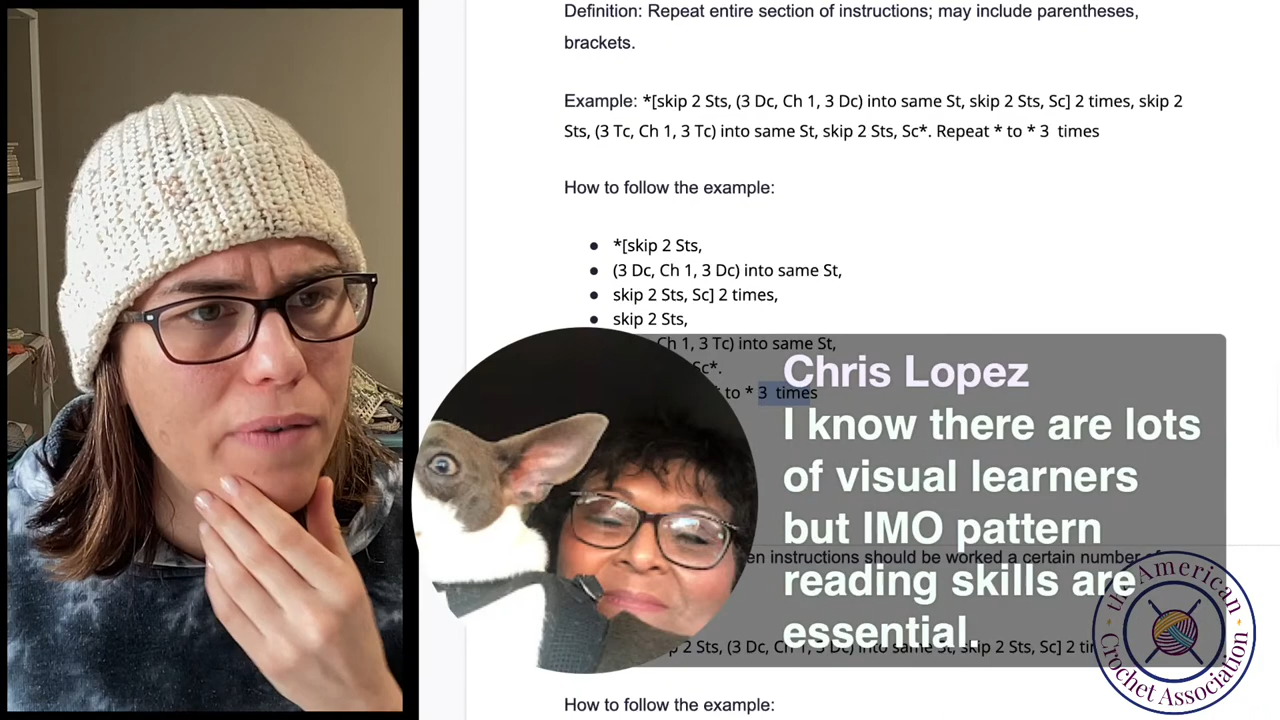 Definition: Repeat entire section of instructions; may include parentheses,
brackets.
Example: *[skip 2 Sts, (3 Dc, Ch 1, 3 Dc) into same St, skip 2 Sts, Sc] 2 times, skip 2
Sts, (3 Tc, Ch 1, 3 Tc) into same St, skip 2 Sts, Sc*. Repeat * to * 3 times
How to follow the example:
● *[skip 2 Sts,
● (3 Dc, Ch 1, 3 Dc) into same St,
● skip 2 Sts, Sc] 2 times,
● skip 2 Sts,
Ch 1, 3 Tc) into same St,
Sc*.
to * 3 times
Chris Lopez
I know there are lots
of visual learners
but IMO pattern
reading skills are
essential.
instructions should be worked a certain number of
2 Sts, (3 Dc, Ch 1, 3 Dc) into same St, skip 2 Sts, Sc] 2
the American
Crochet Association
How to follow the example: